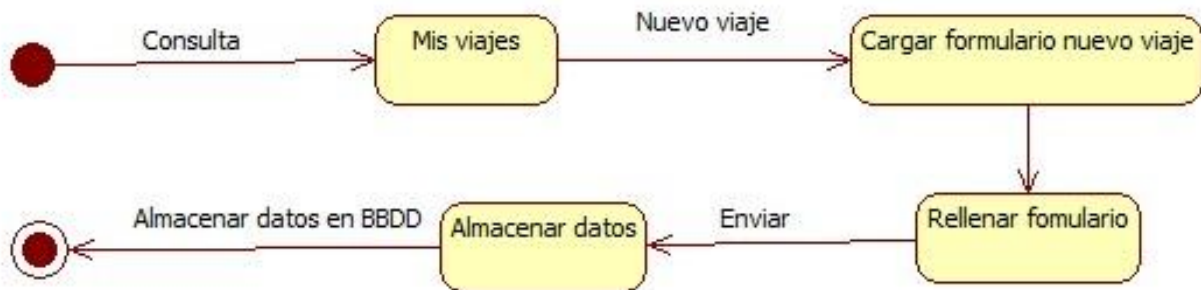 Consulta
Mis viajes
Nuevo viaje
Cargar formulario nuevo viaje
Rellenar fomulario
Enviar
Almacenar datos
Almacenar datos en BBDD